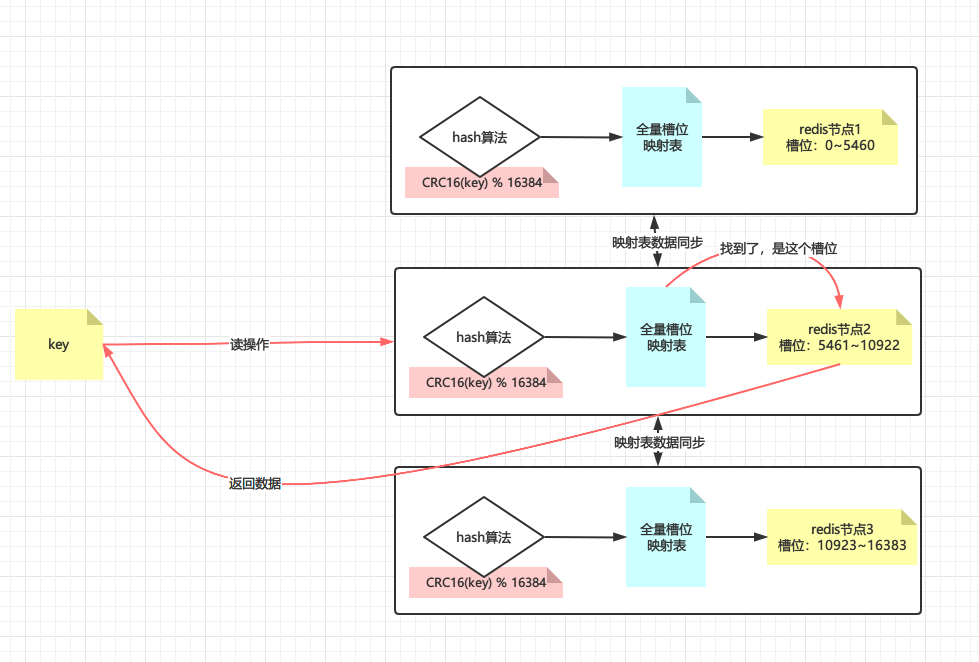 hash算法
CRC16(key) % 16384
全量槽位
映射表
redis节点1
槽位：0~5460
映射表数据同步
找到了，是这个槽位
key
读操作
hash算法
CRC16(key) % 16384
全量槽位
映射表
redis节点2
槽位：5461~10922
映射表数据同步
返回数据
hash算法
CRC16(key) % 16384
全量槽位
映射表
redis节点3
槽位：10923~16383